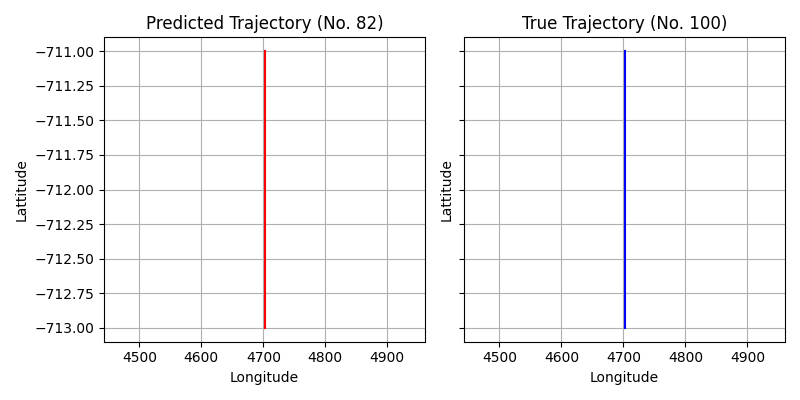 Predicted Trajectory (No. 82)
True Trajectory (No. 100)
−711.00
−711.25
−711.50
−711.75
−712.00
−712.25
−712.50
−712.75
−713.00
Lattitude
Lattitude
4500 4600 4700 4800 4900
4500 4600 4700 4800 4900
Longitude
Longitude